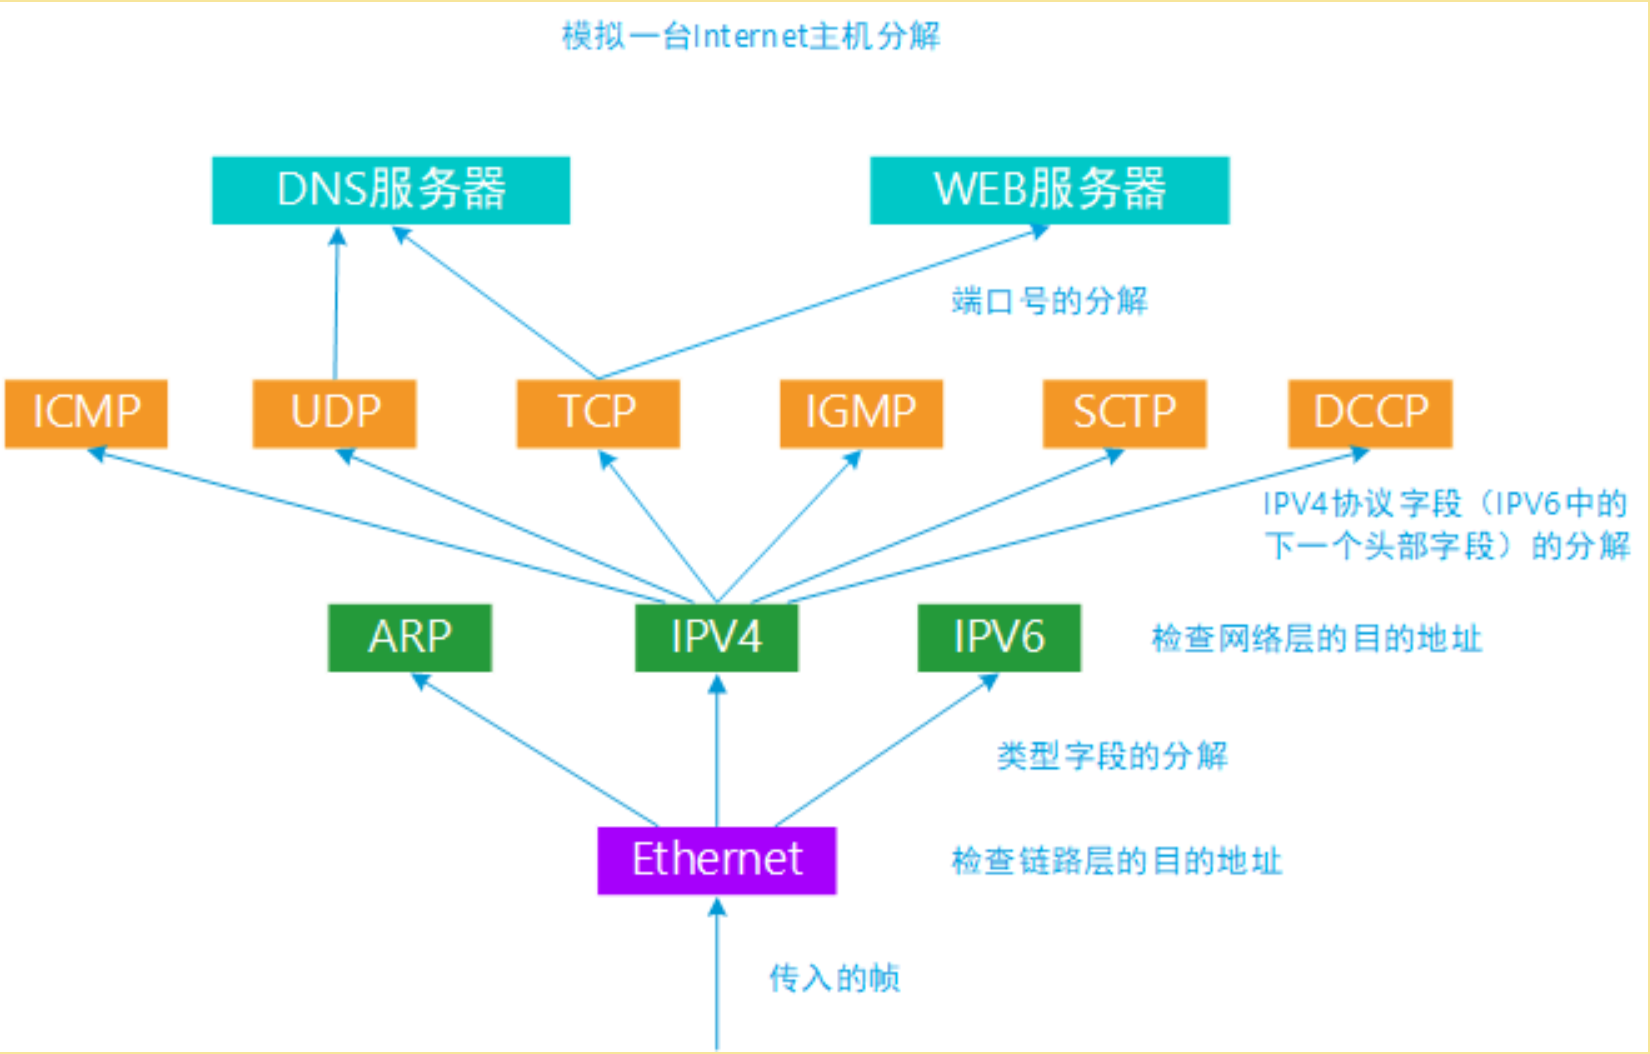 模拟一台Internet主机分解
DNS服务器
WEB服务器
端口号的分解
ICMP
UDP
TCP
IGMP
SCTP
DCCP
IPV4协议字段（IPV6中的
下一个头部字段）的分解
ARP
IPV4
IPV6
检查网络层的目的地址
类型字段的分解
Ethernet
检查链路层的目的地址
传入的帧